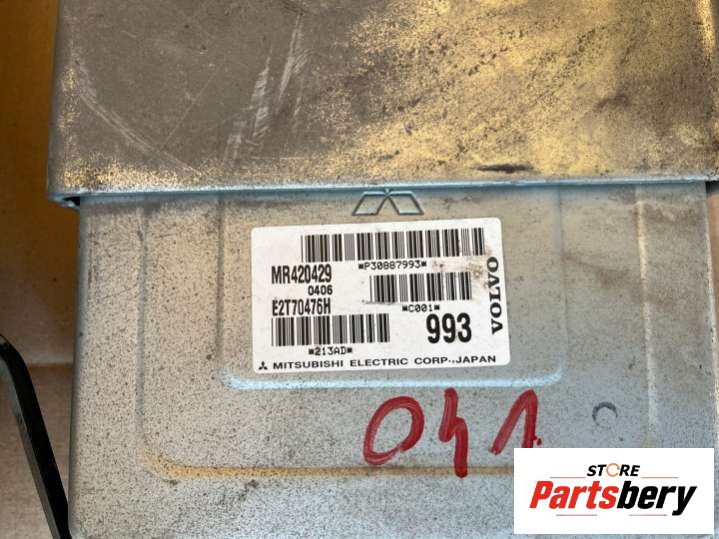 *P30887993*
MR420429
0406
E2T70476H
*C001*
993
VOLVO
*213AD*
MITSUBISHI ELECTRIC CORP.,JAPAN
041
STORE
Partsbery